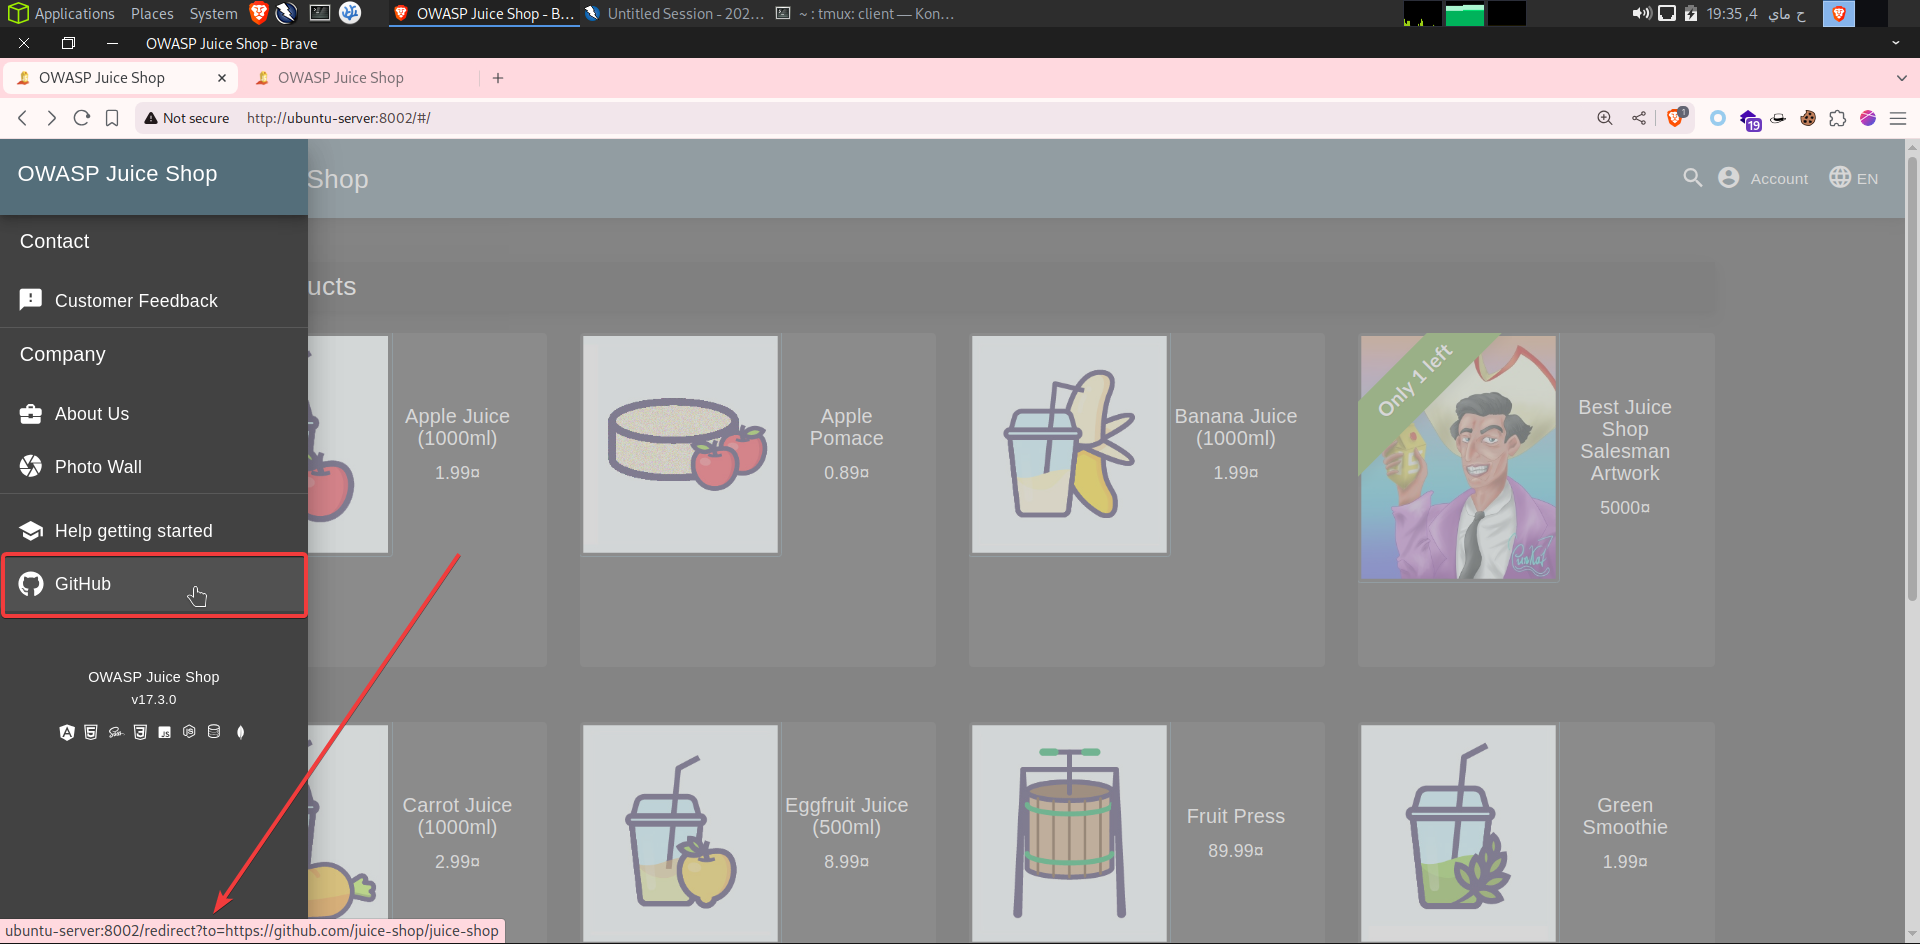 Applications Places System OWASP Juice Shop - B... Untitled Session - 202... ~ : tmux: client — Kon... 19:35 ,4 ح ماي
OWASP Juice Shop - Brave
OWASP Juice Shop OWASP Juice Shop
Not secure http://ubuntu-server:8002/#/ 1 19
OWASP Juice Shop
Shop
Account EN
Contact
Customer Feedback
Company
About Us
Photo Wall
Help getting started
GitHub
OWASP Juice Shop
v17.3.0
ucts
Apple Juice
(1000ml)
1.99¤
Apple
Pomace
0.89¤
Banana Juice
(1000ml)
1.99¤
Only 1 left
Best Juice
Shop
Salesman
Artwork
5000¤
Carrot Juice
(1000ml)
2.99¤
Eggfruit Juice
(500ml)
8.99¤
Fruit Press
89.99¤
Green
Smoothie
1.99¤
ubuntu-server:8002/redirect?to=https://github.com/juice-shop/juice-shop